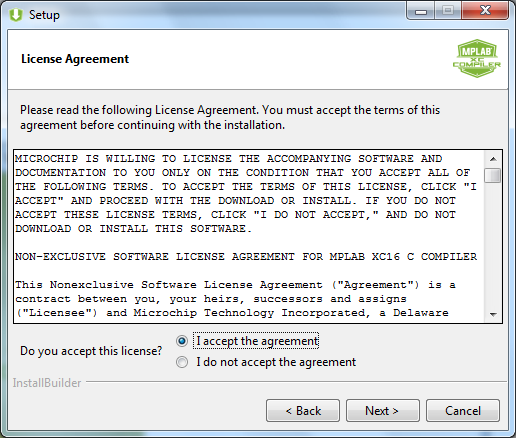 Setup
License Agreement
MPLAB
XC
COMPILER
Please read the following License Agreement. You must accept the terms of this
agreement before continuing with the installation.
MICROCHIP IS WILLING TO LICENSE THE ACCOMPANYING SOFTWARE AND
DOCUMENTATION TO YOU ONLY ON THE CONDITION THAT YOU ACCEPT ALL OF
THE FOLLOWING TERMS. TO ACCEPT THE TERMS OF THIS LICENSE, CLICK "I
ACCEPT" AND PROCEED WITH THE DOWNLOAD OR INSTALL. IF YOU DO NOT
ACCEPT THESE LICENSE TERMS, CLICK "I DO NOT ACCEPT," AND DO NOT
DOWNLOAD OR INSTALL THIS SOFTWARE.
NON-EXCLUSIVE SOFTWARE LICENSE AGREEMENT FOR MPLAB XC16 C COMPILER
This Nonexclusive Software License Agreement ("Agreement") is a
contract between you, your heirs, successors and assigns
("Licensee") and Microchip Technology Incorporated, a Delaware
Do you accept this license?
I accept the agreement
I do not accept the agreement
InstallBuilder
< Back
Next >
Cancel